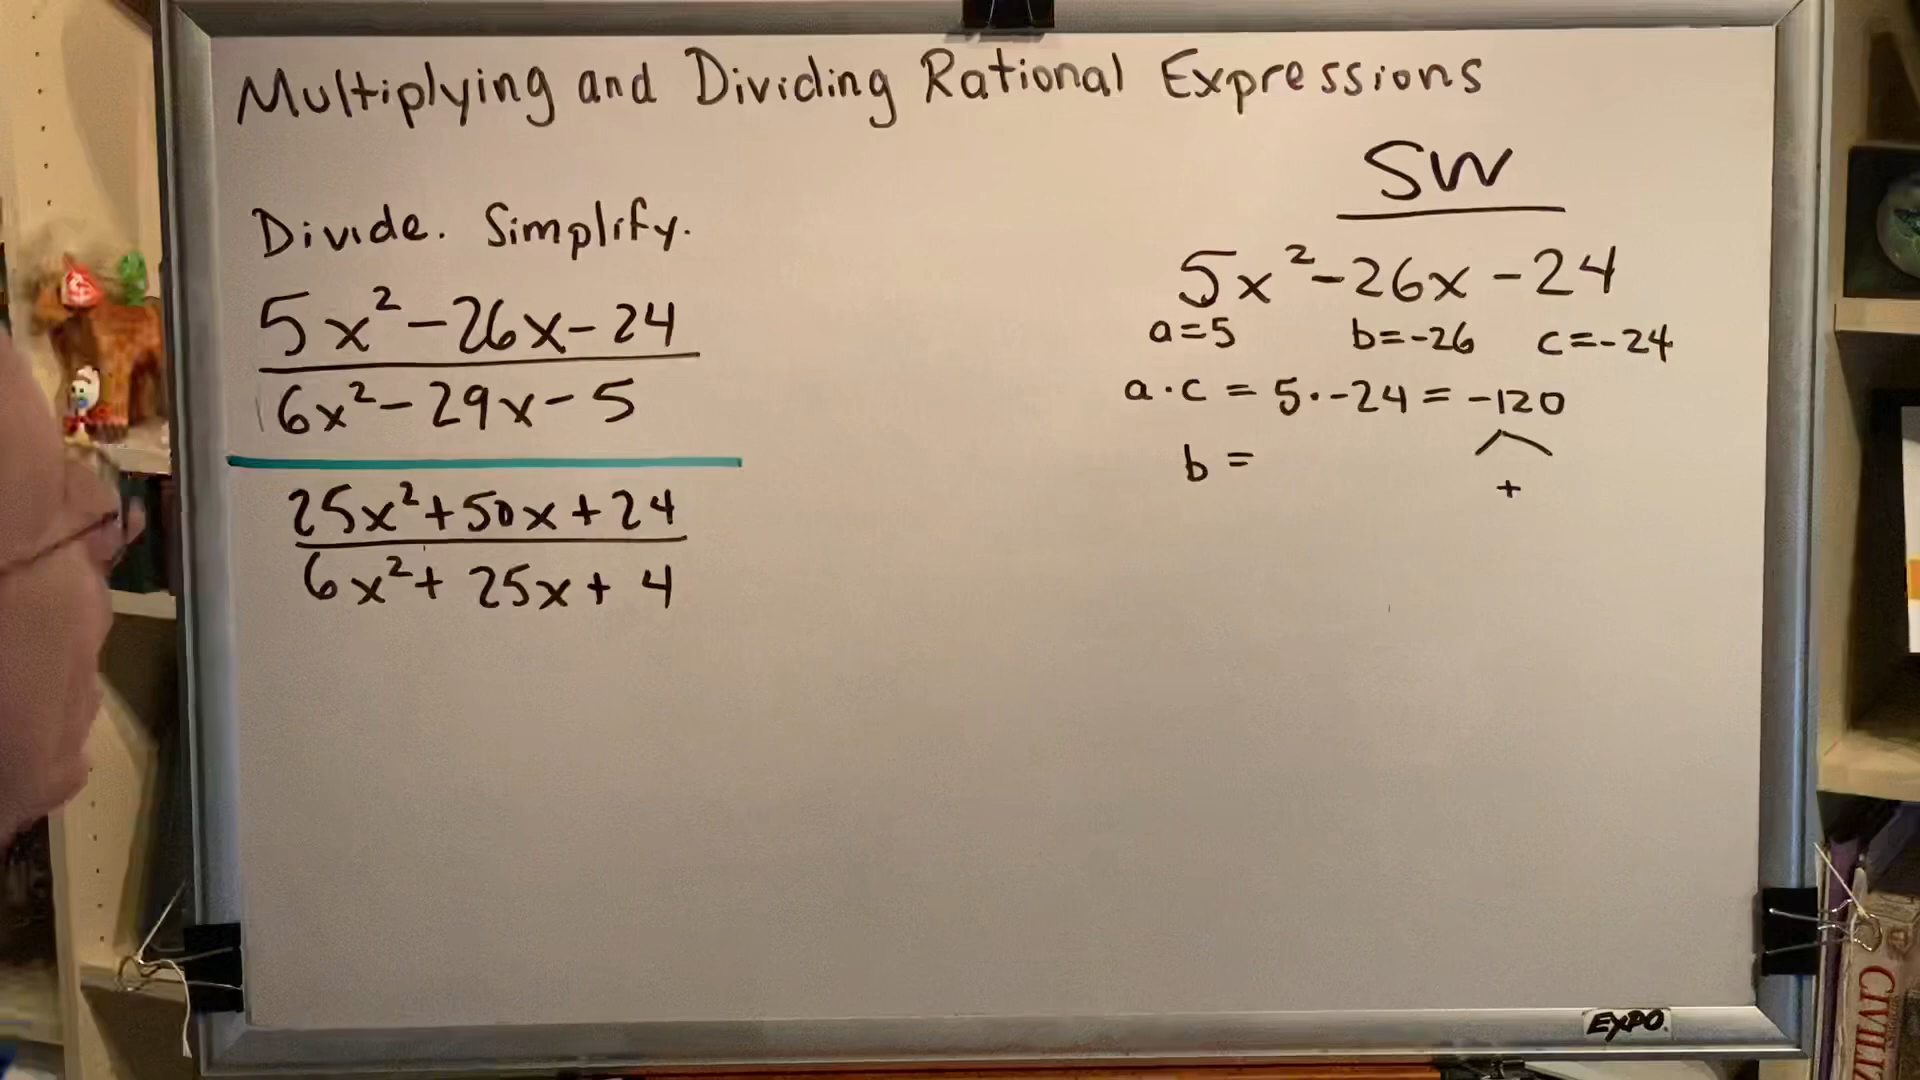 Multiplying and Dividing Rational Expressions
Divide. Simplify.
5x²-26x-24
6x²-29x-5
25x²+50x+24
6x²+25x+4
SW
5x²-26x-24
a=5 b=-26 c=-24
a·c = 5·-24 = -120
b =
+
EXPO
CIVILIZ